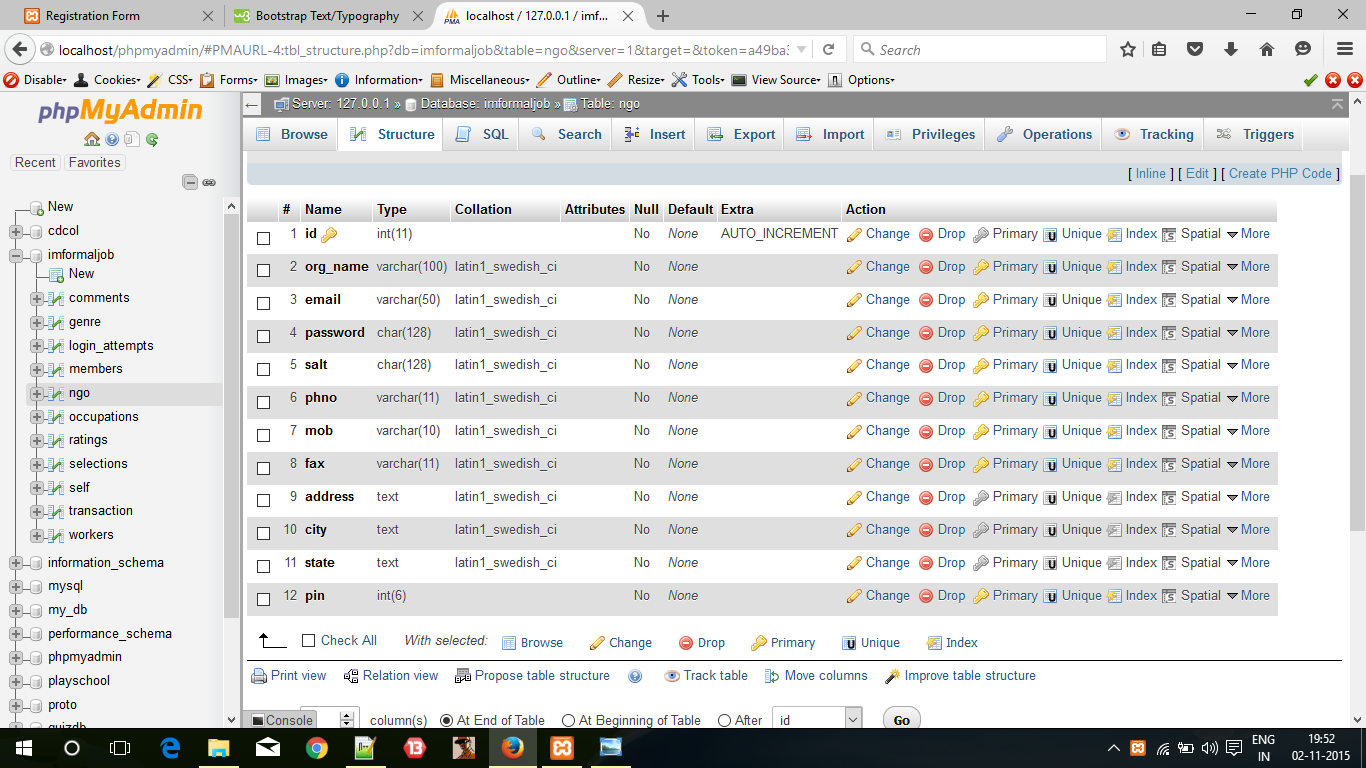 Registration Form
Bootstrap Text/Typography
localhost / 127.0.0.1 / imf...
localhost/phpmyadmin/#PMAURL-4:tbl_structure.php?db=imformaljob&table=ngo&server=1&target=&token=a49ba
Search
Disable
Cookies
CSS
Forms
Images
Information
Miscellaneous
Outline
Resize
Tools
View Source
Options
phpMyAdmin
Recent
Favorites
New
cdcol
imformaljob
New
comments
genre
login_attempts
members
ngo
occupations
ratings
selections
self
transaction
workers
information_schema
mysql
my_db
performance_schema
phpmyadmin
playschool
proto
quizdb
Server: 127.0.0.1 » Database: imformaljob » Table: ngo
Browse Structure SQL Search Insert Export Import Privileges Operations Tracking Triggers
[ Inline ] [ Edit ] [ Create PHP Code ]
# Name Type Collation Attributes Null Default Extra Action
1 id int(11) No None AUTO_INCREMENT Change Drop Primary Unique Index Spatial More
2 org_name varchar(100) latin1_swedish_ci No None Change Drop Primary Unique Index Spatial More
3 email varchar(50) latin1_swedish_ci No None Change Drop Primary Unique Index Spatial More
4 password char(128) latin1_swedish_ci No None Change Drop Primary Unique Index Spatial More
5 salt char(128) latin1_swedish_ci No None Change Drop Primary Unique Index Spatial More
6 phno varchar(11) latin1_swedish_ci No None Change Drop Primary Unique Index Spatial More
7 mob varchar(10) latin1_swedish_ci No None Change Drop Primary Unique Index Spatial More
8 fax varchar(11) latin1_swedish_ci No None Change Drop Primary Unique Index Spatial More
9 address text latin1_swedish_ci No None Change Drop Primary Unique Index Spatial More
10 city text latin1_swedish_ci No None Change Drop Primary Unique Index Spatial More
11 state text latin1_swedish_ci No None Change Drop Primary Unique Index Spatial More
12 pin int(6) No None Change Drop Primary Unique Index Spatial More
Check All With selected: Browse Change Drop Primary Unique Index
Print view Relation view Propose table structure Track table Move columns Improve table structure
Console column(s) At End of Table At Beginning of Table After id Go
ENG 19:52
IN 02-11-2015